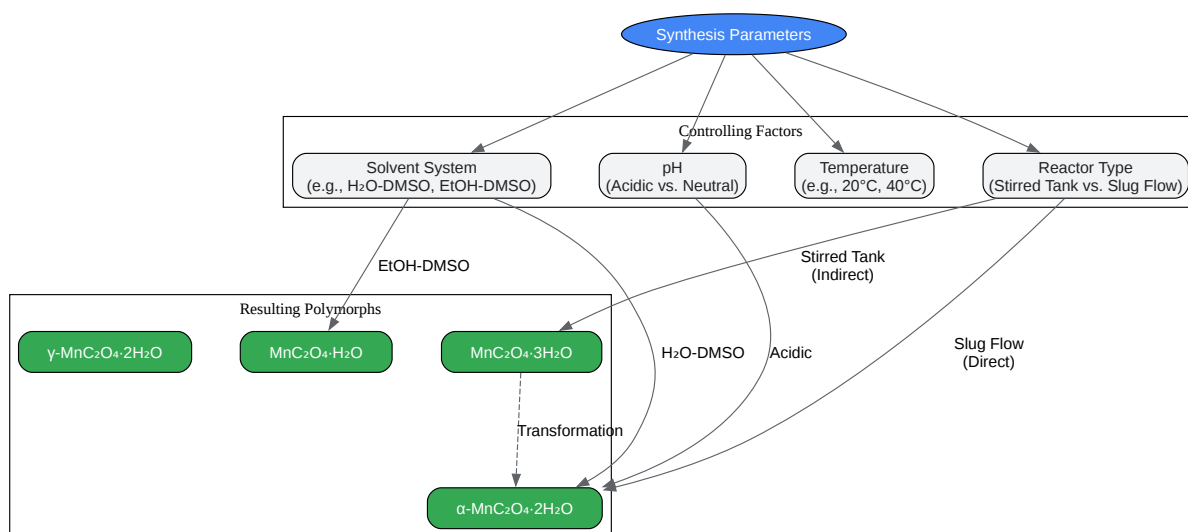 Synthesis Parameters
Controlling Factors
Solvent System
(e.g., H₂O-DMSO, EtOH-DMSO)
pH
(Acidic vs. Neutral)
Temperature
(e.g., 20°C, 40°C)
Reactor Type
(Stirred Tank vs. Slug Flow)
EtOH-DMSO
Stirred Tank
(Indirect)
Resulting Polymorphs
γ-MnC₂O₄·2H₂O
MnC₂O₄·H₂O
MnC₂O₄·3H₂O
H₂O-DMSO
Acidic
Slug Flow
(Direct)
Transformation
α-MnC₂O₄·2H₂O